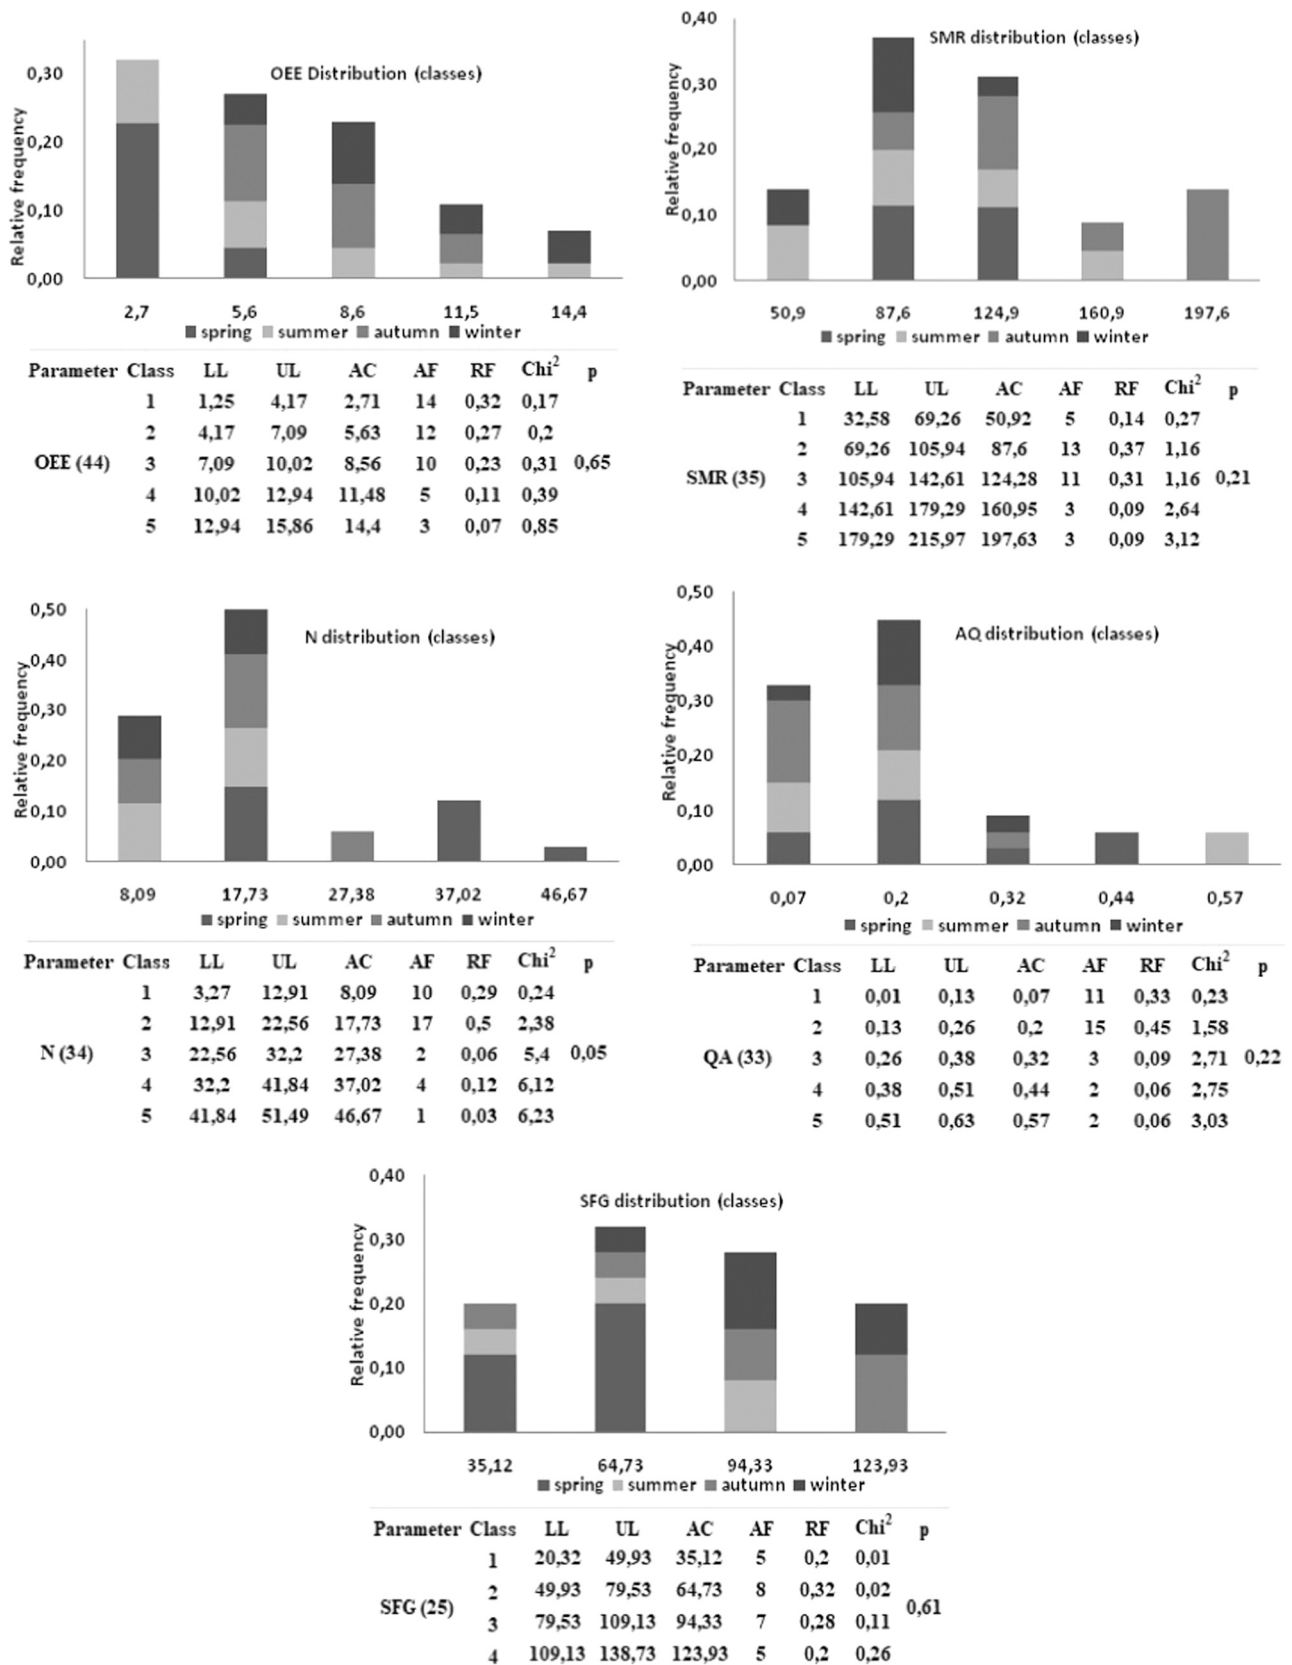 OEE Distribution (classes)
Relative frequency
0,30
0,20
0,10
0,00
2,7 5,6 8,6 11,5 14,4
spring summer autumn winter
Parameter Class LL UL AC AF RF Chi² p
1 1,25 4,17 2,71 14 0,32 0,17
2 4,17 7,09 5,63 12 0,27 0,2
OEE (44) 3 7,09 10,02 8,56 10 0,23 0,31 0,65
4 10,02 12,94 11,48 5 0,11 0,39
5 12,94 15,86 14,4 3 0,07 0,85
SMR distribution (classes)
Relative frequency
0,40
0,30
0,20
0,10
0,00
50,9 87,6 124,9 160,9 197,6
spring summer autumn winter
Parameter Class LL UL AC AF RF Chi² p
1 32,58 69,26 50,92 5 0,14 0,27
2 69,26 105,94 87,6 13 0,37 1,16
SMR (35) 3 105,94 142,61 124,28 11 0,31 1,16 0,21
4 142,61 179,29 160,95 3 0,09 2,64
5 179,29 215,97 197,63 3 0,09 3,12
N distribution (classes)
Relative frequency
0,50
0,40
0,30
0,20
0,10
0,00
8,09 17,73 27,38 37,02 46,67
spring summer autumn winter
Parameter Class LL UL AC AF RF Chi² p
1 3,27 12,91 8,09 10 0,29 0,24
2 12,91 22,56 17,73 17 0,5 2,38
N (34) 3 22,56 32,2 27,38 2 0,06 5,4 0,05
4 32,2 41,84 37,02 4 0,12 6,12
5 41,84 51,49 46,67 1 0,03 6,23
AQ distribution (classes)
Relative frequency
0,50
0,40
0,30
0,20
0,10
0,00
0,07 0,2 0,32 0,44 0,57
spring summer autumn winter
Parameter Class LL UL AC AF RF Chi² p
1 0,01 0,13 0,07 11 0,33 0,23
2 0,13 0,26 0,2 15 0,45 1,58
QA (33) 3 0,26 0,38 0,32 3 0,09 2,71 0,22
4 0,38 0,51 0,44 2 0,06 2,75
5 0,51 0,63 0,57 2 0,06 3,03
SFG distribution (classes)
Relative frequency
0,40
0,30
0,20
0,10
0,00
35,12 64,73 94,33 123,93
spring summer autumn winter
Parameter Class LL UL AC AF RF Chi² p
1 20,32 49,93 35,12 5 0,2 0,01
2 49,93 79,53 64,73 8 0,32 0,02
SFG (25) 0,61
3 79,53 109,13 94,33 7 0,28 0,11
4 109,13 138,73 123,93 5 0,2 0,26